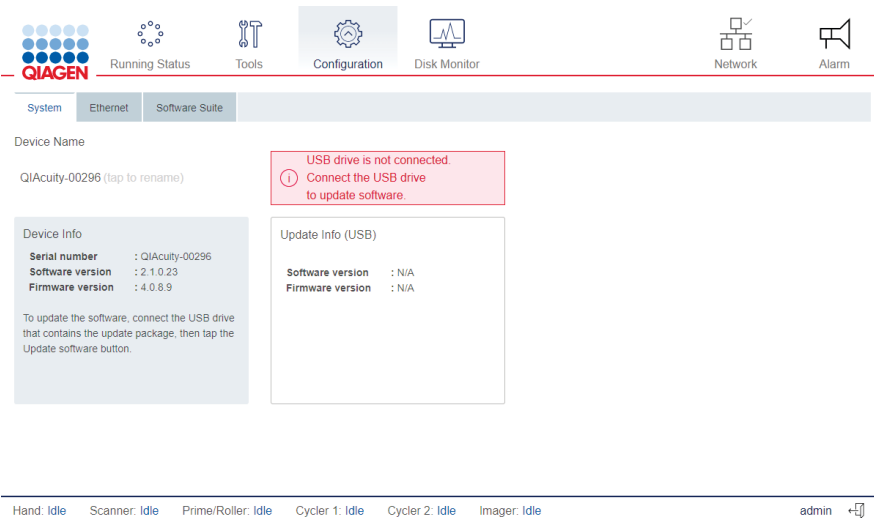 QIAGEN
Running Status
Tools
Configuration
Disk Monitor
Network
Alarm
System
Ethernet
Software Suite
Device Name
QIAcuity-00296 (tap to rename)
USB drive is not connected.
Connect the USB drive
to update software.
Device Info
Serial number : QIAcuity-00296
Software version : 2.1.0.23
Firmware version : 4.0.8.9
To update the software, connect the USB drive
that contains the update package, then tap the
Update software button.
Update Info (USB)
Software version : N/A
Firmware version : N/A
Hand: Idle Scanner: Idle Prime/Roller: Idle Cycler 1: Idle Cycler 2: Idle Imager: Idle admin